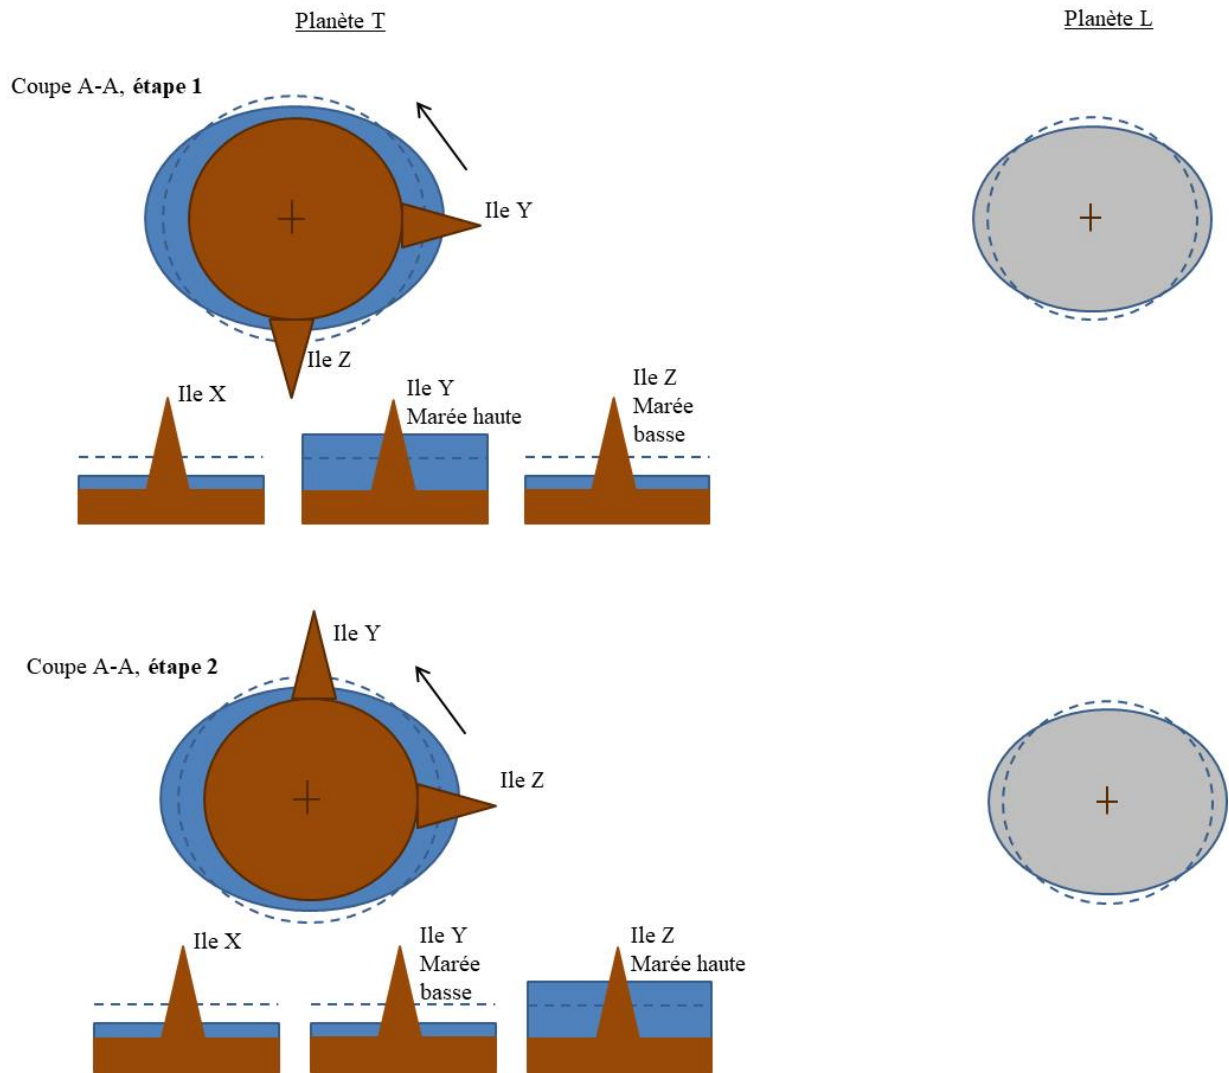 Planète T
Planète L
Coupe A-A, étape 1
Ile Y
Ile Z
Ile X
Ile Y
Marée haute
Ile Z
Marée
basse
Ile Y
Coupe A-A, étape 2
Ile Z
Ile X
Ile Y
Marée
basse
Ile Z
Marée haute